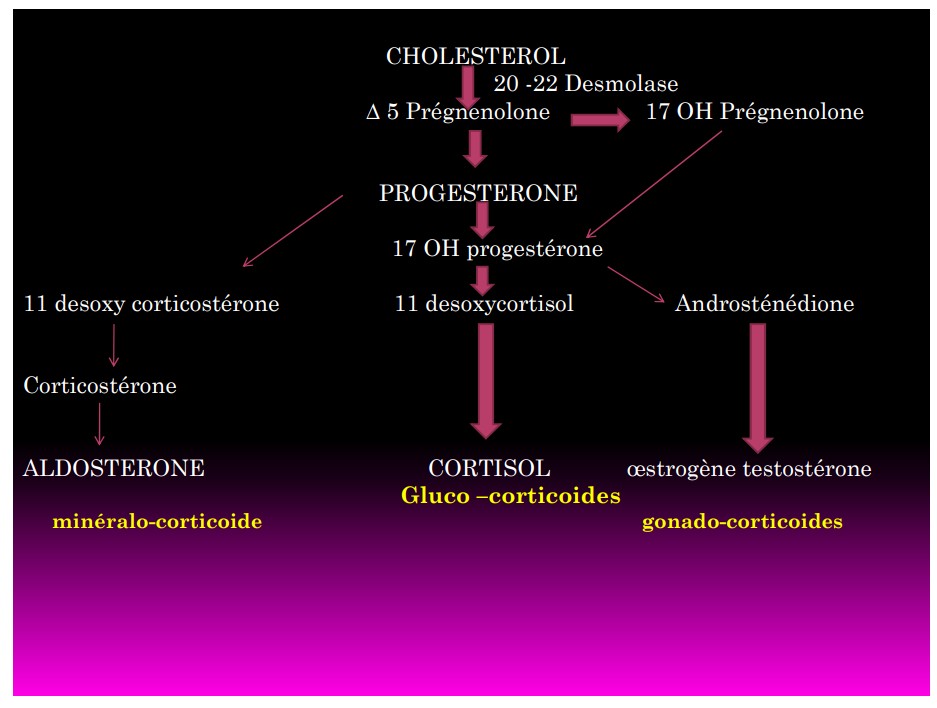 CHOLESTEROL
20 -22 Desmolase
Δ 5 Prégnenolone
17 OH Prégnenolone
PROGESTERONE
17 OH progestérone
11 desoxy corticostérone
11 desoxycortisol
Androsténédione
Corticostérone
ALDOSTERONE
CORTISOL
œstrogène testostérone
Gluco –corticoides
minéralo-corticoide
gonado-corticoides